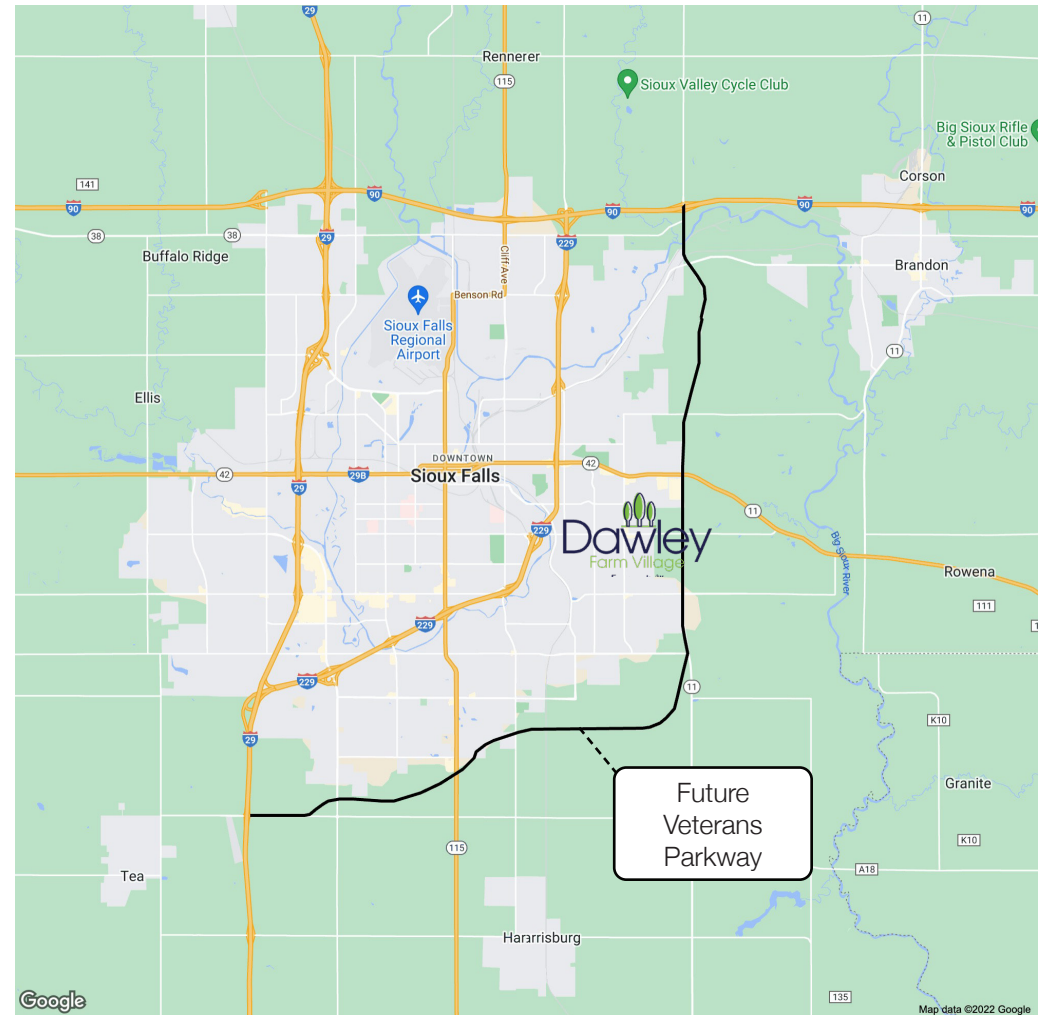 29
11
Rennerer
115
Sioux Valley Cycle Club
Big Sioux Rifle
& Pistol Club
Corson
141
90
90
90
90
90
38
38
29
229
Buffalo Ridge
Cliff Ave
Brandon
Benson Rd
Sioux Falls
Regional
Airport
11
Ellis
DOWNTOWN
Sioux Falls
42
29B
42
29
11
229
Dawley
Farm Village
Big Sioux River
Rowena
111
229
229
11
K10
29
Future
Veterans
Parkway
Granite
K10
115
Tea
A18
Hararrisburg
135
Google
Map data ©2022 Google